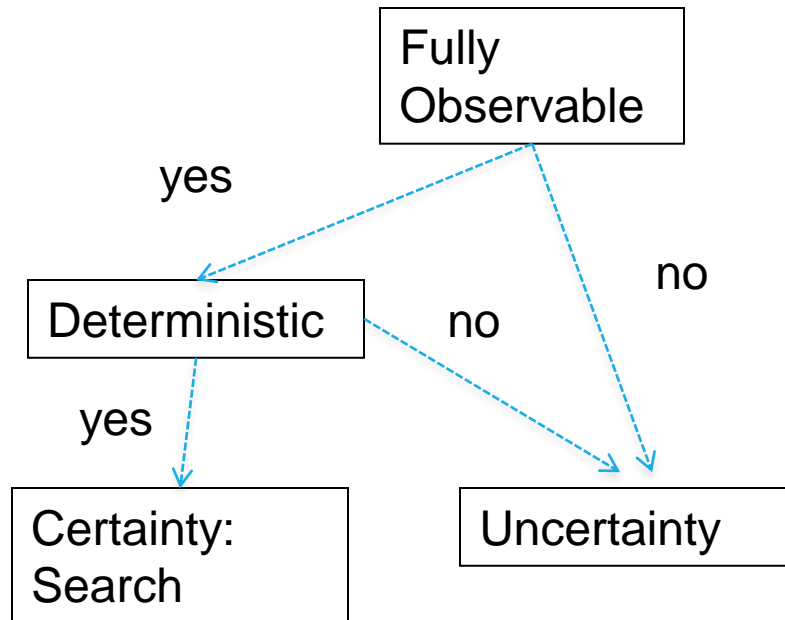 Fully
Observable
yes
no
Deterministic
no
yes
Certainty:
Search
Uncertainty